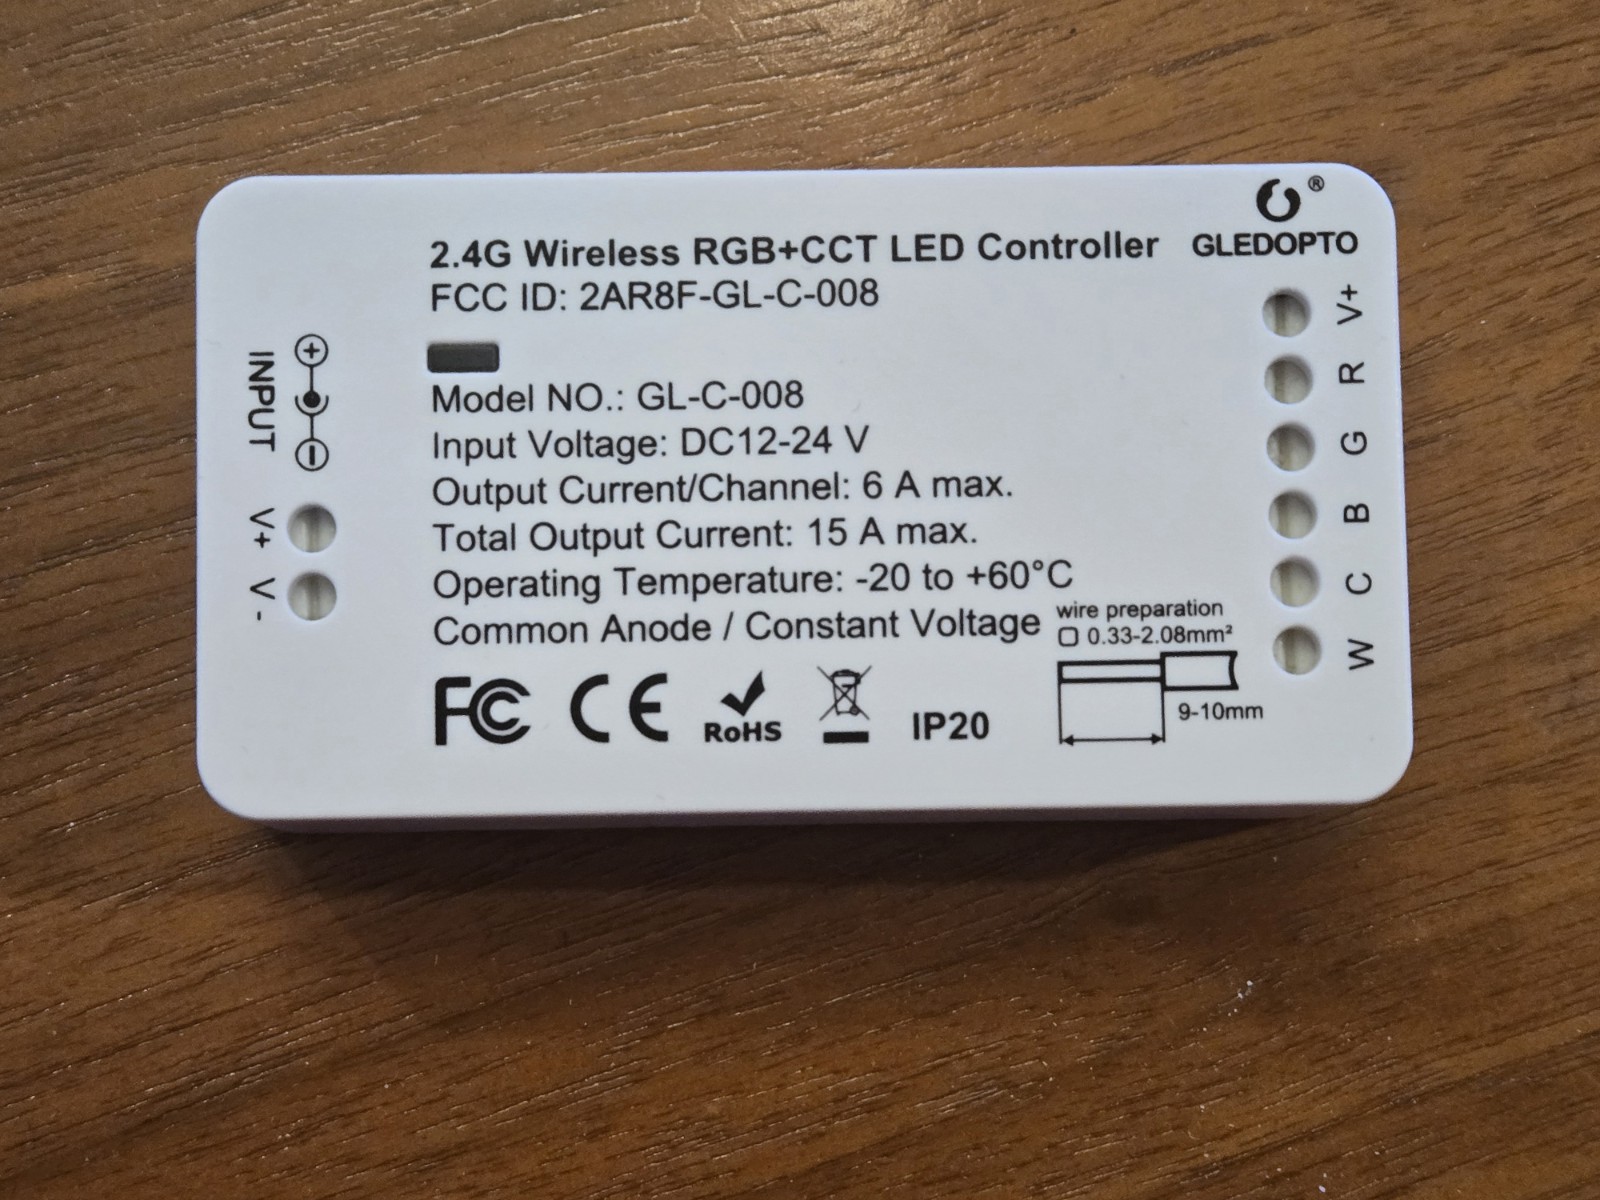 ®
GLEDOPTO
2.4G Wireless RGB+CCT LED Controller
FCC ID: 2AR8F-GL-C-008
Model NO.: GL-C-008
Input Voltage: DC12-24 V
Output Current/Channel: 6 A max.
Total Output Current: 15 A max.
Operating Temperature: -20 to +60°C
Common Anode / Constant Voltage
wire preparation
0.33-2.08mm²
9-10mm
FC CE RoHS IP20
INPUT
+
-
V+
V -
V+
R
G
B
C
W